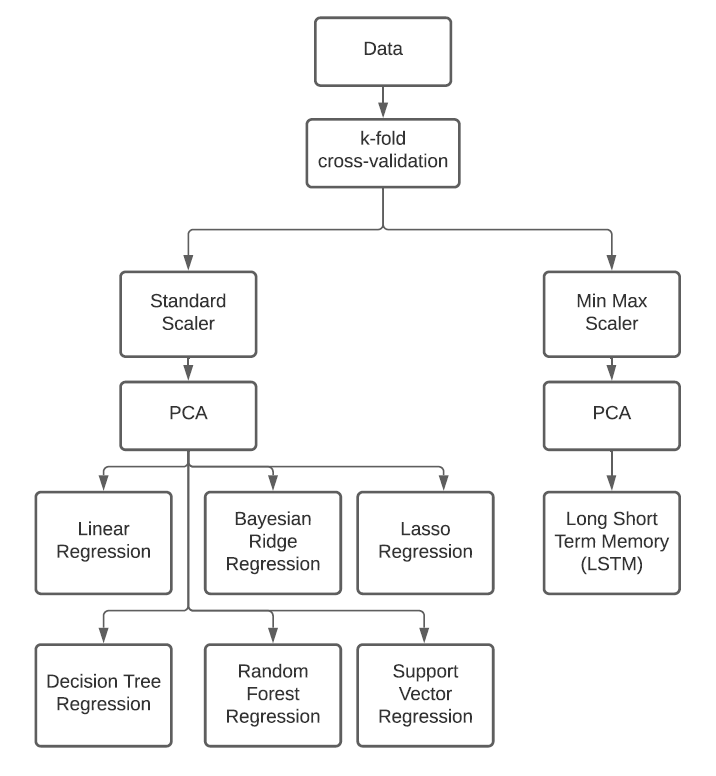 Data
k-fold
cross-validation
Standard
Scaler
Min Max
Scaler
PCA
PCA
Linear
Regression
Bayesian
Ridge
Regression
Lasso
Regression
Long Short
Term Memory
(LSTM)
Decision Tree
Regression
Random
Forest
Regression
Support
Vector
Regression